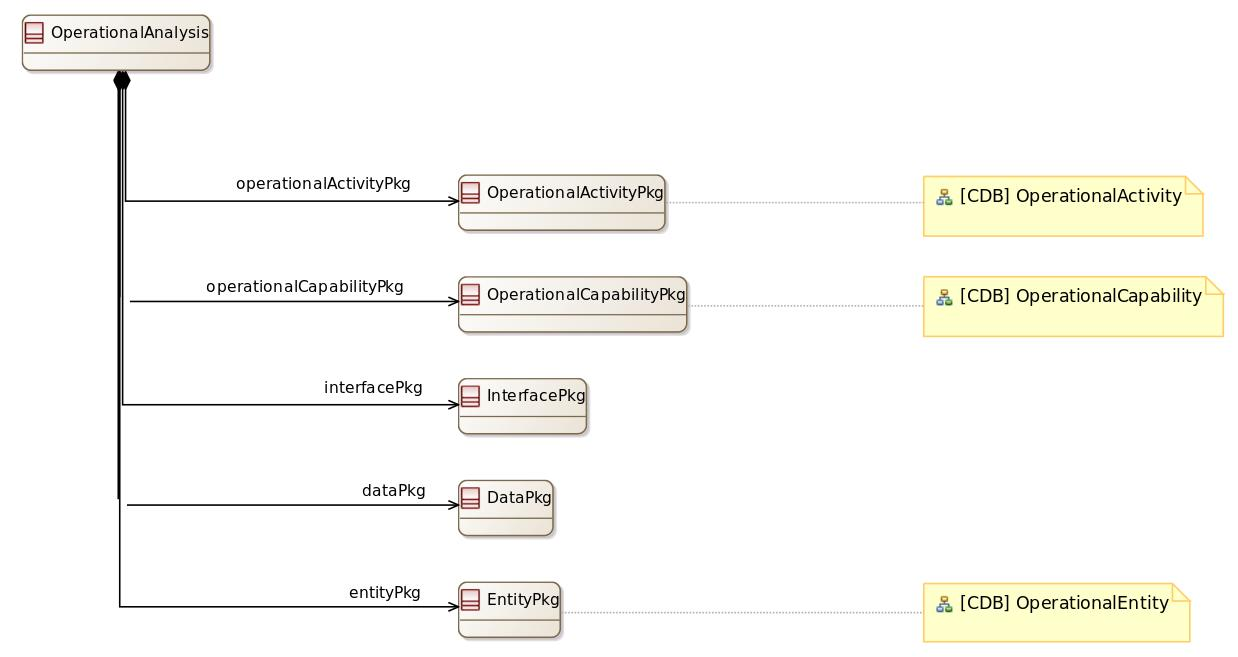 OperationalAnalysis
operationalActivityPkg
OperationalActivityPkg
[CDB] OperationalActivity
operationalCapabilityPkg
OperationalCapabilityPkg
[CDB] OperationalCapability
interfacePkg
InterfacePkg
dataPkg
DataPkg
entityPkg
EntityPkg
[CDB] OperationalEntity